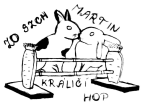 ZO SZCH
MARTIN
KRÁLIČÍ
HOP